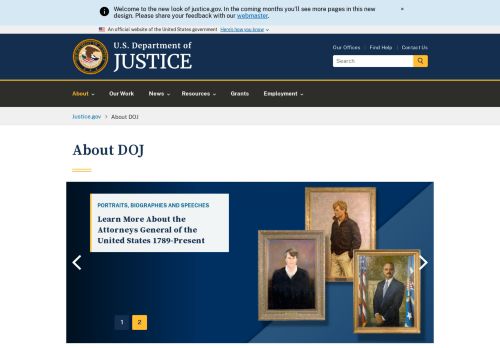 Welcome to the new look of justice.gov. In the coming months you'll see more pages in this new
design. Please share your feedback with our webmaster.
×
An official website of the United States government Here's how you know
U.S. Department of
JUSTICE
Our Offices | Find Help | Contact Us
Search
About Our Work News Resources Grants Employment
Justice.gov > About DOJ
About DOJ
PORTRAITS, BIOGRAPHIES AND SPEECHES
Learn More About the
Attorneys General of the
United States 1789-Present
1 2